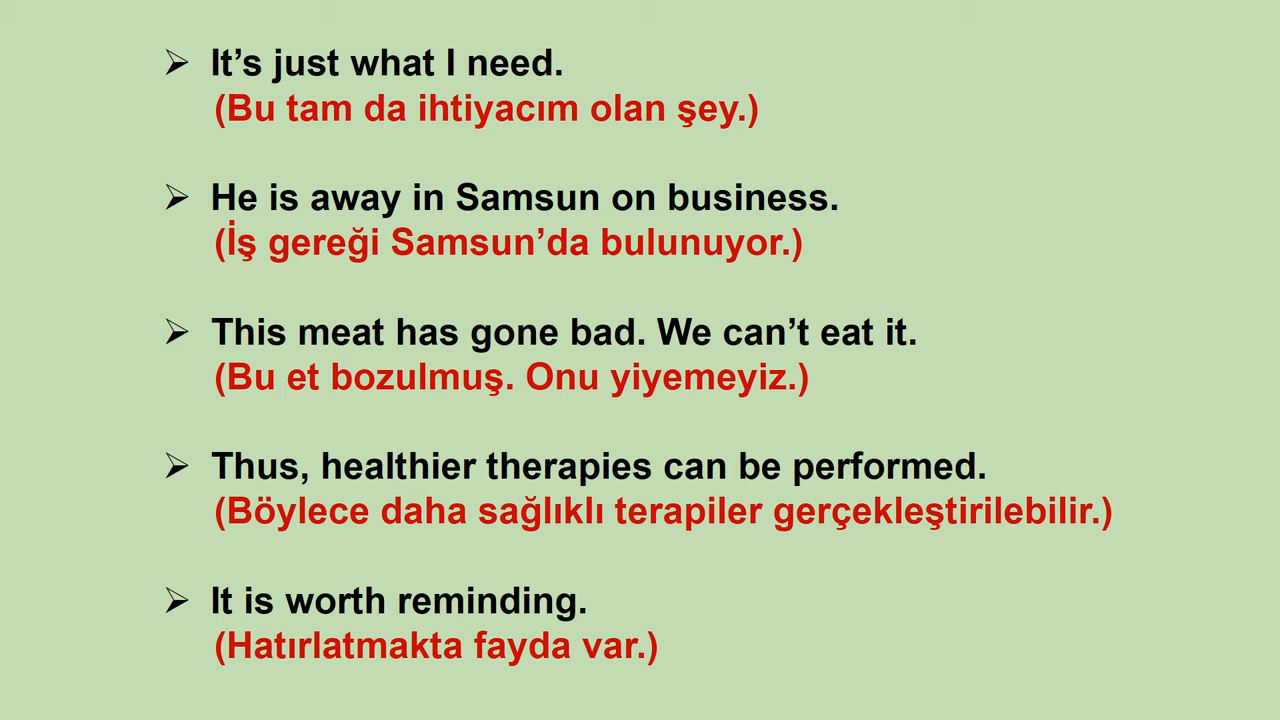 ➢ It’s just what I need.
(Bu tam da ihtiyacım olan şey.)
➢ He is away in Samsun on business.
(İş gereği Samsun’da bulunuyor.)
➢ This meat has gone bad. We can’t eat it.
(Bu et bozulmuş. Onu yiyemeyiz.)
➢ Thus, healthier therapies can be performed.
(Böylece daha sağlıklı terapiler gerçekleştirilebilir.)
➢ It is worth reminding.
(Hatırlatmakta fayda var.)